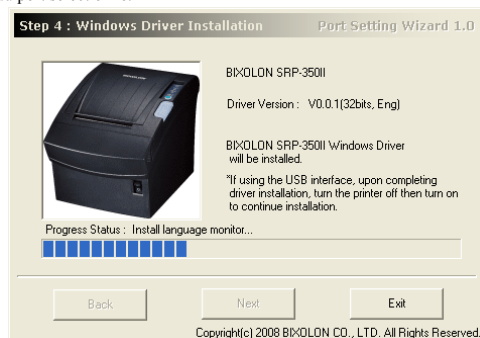 Step 4 : Windows Driver Installation
Port Setting Wizard 1.0
BIXOLON
BIXOLON SRP-350II
Driver Version : V0.0.1(32bits, Eng)
BIXOLON SRP-350II Windows Driver
will be installed.
*If using the USB interface, upon completing
driver installation, turn the printer off then turn on
to continue installation.
Progress Status : Install language monitor...
Back
Next
Exit
Copyright(c) 2008 BIXOLON CO., LTD. All Rights Reserved.